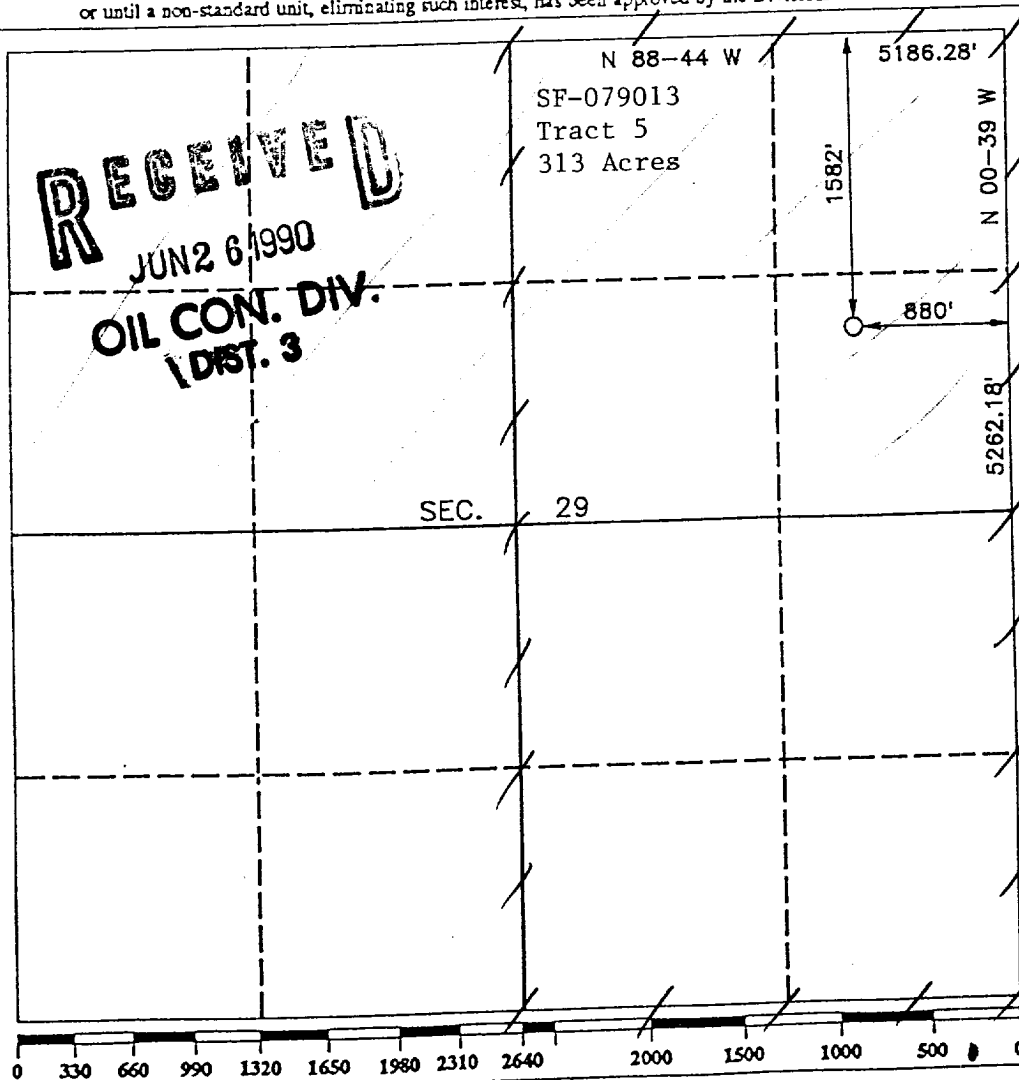 or until a non-standard unit, eliminating such interest, has been approved by the
N 88-44 W
5186.28'
SF-079013
Tract 5
313 Acres
1582'
N 00-39 W
RECEIVED
JUN 26 1990
OIL CON. DIV.
DIST. 3
880'
5262.18'
SEC. 29
0 330 660 990 1320 1650 1980 2310 2640 2000 1500 1000 500 0